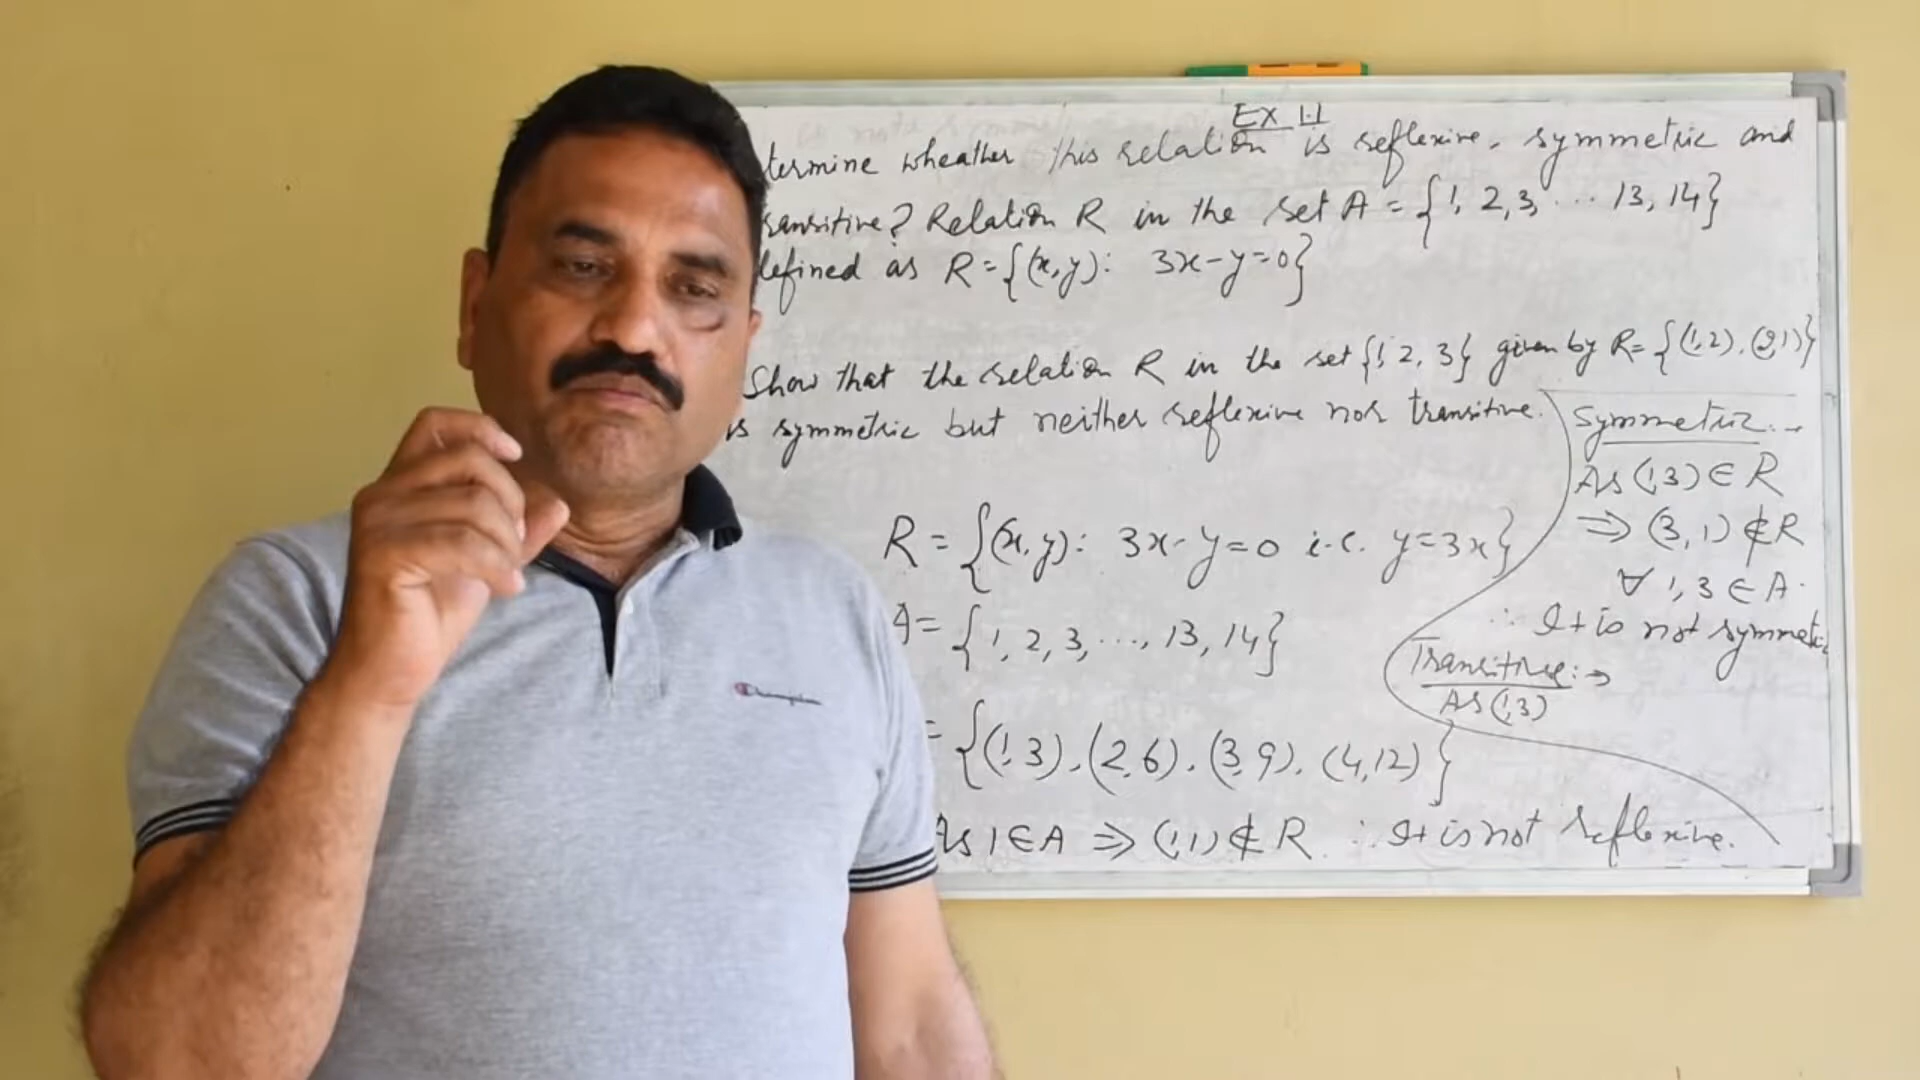 Ex 1.1
termine wheather this relation is reflexive, symmetric and
ransitive? Relation R in the set A = {1, 2, 3, ... 13, 14}
defined as R = {(x, y): 3x - y = 0}
Show that the relation R in the set {1, 2, 3} given by R = {(1, 2), (2, 1)}
is symmetric but neither reflexive nor transitive.
Symmetric :→
As (1, 3) ∈ R
⇒ (3, 1) ∉ R
∀ 1, 3 ∈ A.
∴ It is not symmetric
Transitive :→
As (1, 3)
R = {(x, y): 3x - y = 0 i.e. y = 3x}
A = {1, 2, 3, ..., 13, 14}
= {(1, 3), (2, 6), (3, 9), (4, 12)}
As 1 ∈ A ⇒ (1, 1) ∉ R ∴ It is not reflexive.
Champion